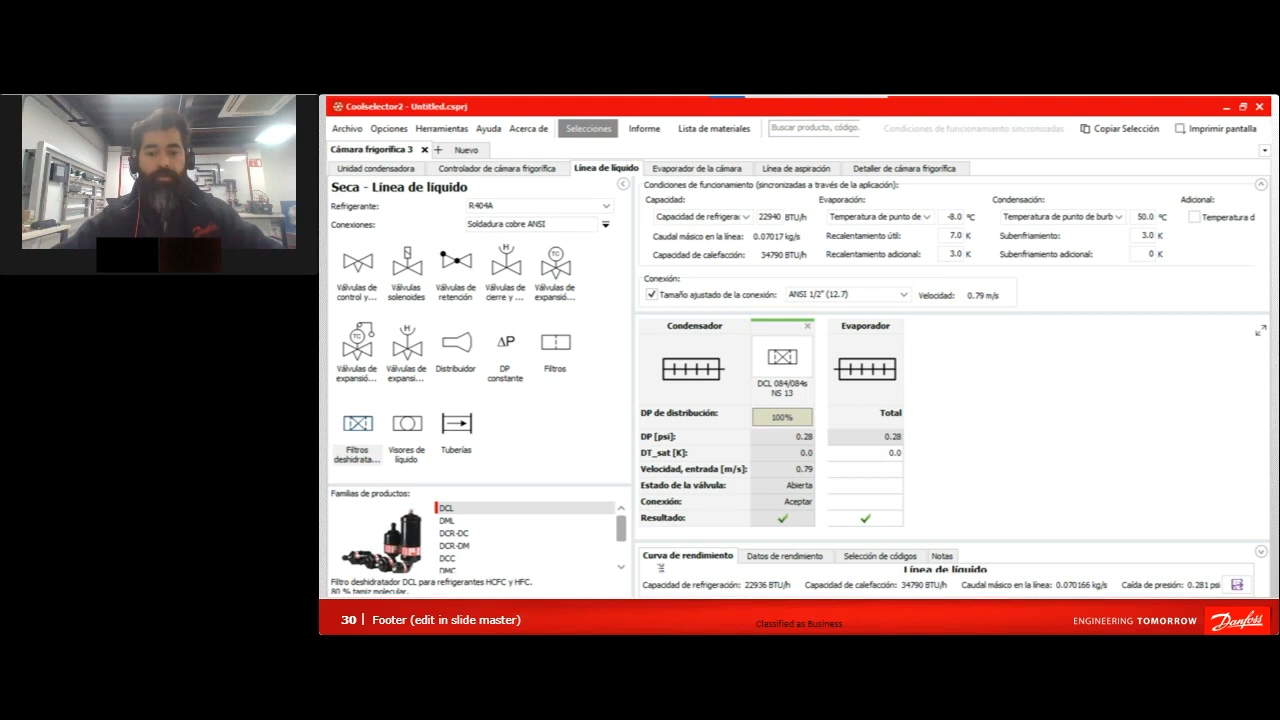 Coolselector2 - Untitled.csprj
Archivo Opciones Herramientas Ayuda Acerca de Selecciones Informe Lista de materiales Buscar producto, código. Condiciones de funcionamiento sincronizadas Copiar Selección Imprimir pantalla
Cámara frigorífica 3 Nuevo
Unidad condensadora Controlador de cámara frigorífica Línea de líquido Evaporador de la cámara Línea de aspiración Detaller de cámara frigorífica
Seca - Línea de líquido
Refrigerante: R404A
Conexiones: Soldadura cobre ANSI
Válvulas de control y... Válvulas solenoides Válvulas de retención Válvulas de cierre y ... Válvulas de expansió...
Válvulas de expansió... Válvulas de expansi... Distribuidor ΔP DP constante Filtros
Filtros deshidrata... Visores de líquido Tuberías
Familias de productos:
DCL
DML
DCR-DC
DCR-DM
DCC
DMC
Filtro deshidratador DCL para refrigerantes HCFC y HFC.
80 % tamiz molecular.
Condiciones de funcionamiento (sincronizadas a través de la aplicación):
Capacidad: Evaporación: Condensación: Adicional:
Capacidad de refrigerac 22940 BTU/h Temperatura de punto de -8.0 °C Temperatura de punto de burb 50.0 °C Temperatura d
Caudal másico en la línea: 0.07017 kg/s Recalentamiento útil: 7.0 K Subenfriamiento: 3.0 K
Capacidad de calefacción: 34790 BTU/h Recalentamiento adicional: 3.0 K Subenfriamiento adicional: 0 K
Conexión:
Tamaño ajustado de la conexión: ANSI 1/2" (12.7) Velocidad: 0.79 m/s
Condensador Evaporador
DCL 084/084s
NS 13
DP de distribución: 100% Total
DP [psi]: 0.28 0.28
DT_sat [K]: 0.0 0.0
Velocidad, entrada [m/s]: 0.79
Estado de la válvula: Abierta
Conexión: Aceptar
Resultado:
Curva de rendimiento Datos de rendimiento Selección de códigos Notas
Línea de líquido
Capacidad de refrigeración: 22936 BTU/h Capacidad de calefacción: 34790 BTU/h Caudal másico en la línea: 0.070166 kg/s Caída de presión: 0.281 psi
30 | Footer (edit in slide master)
Classified as Business
ENGINEERING TOMORROW
Danfoss